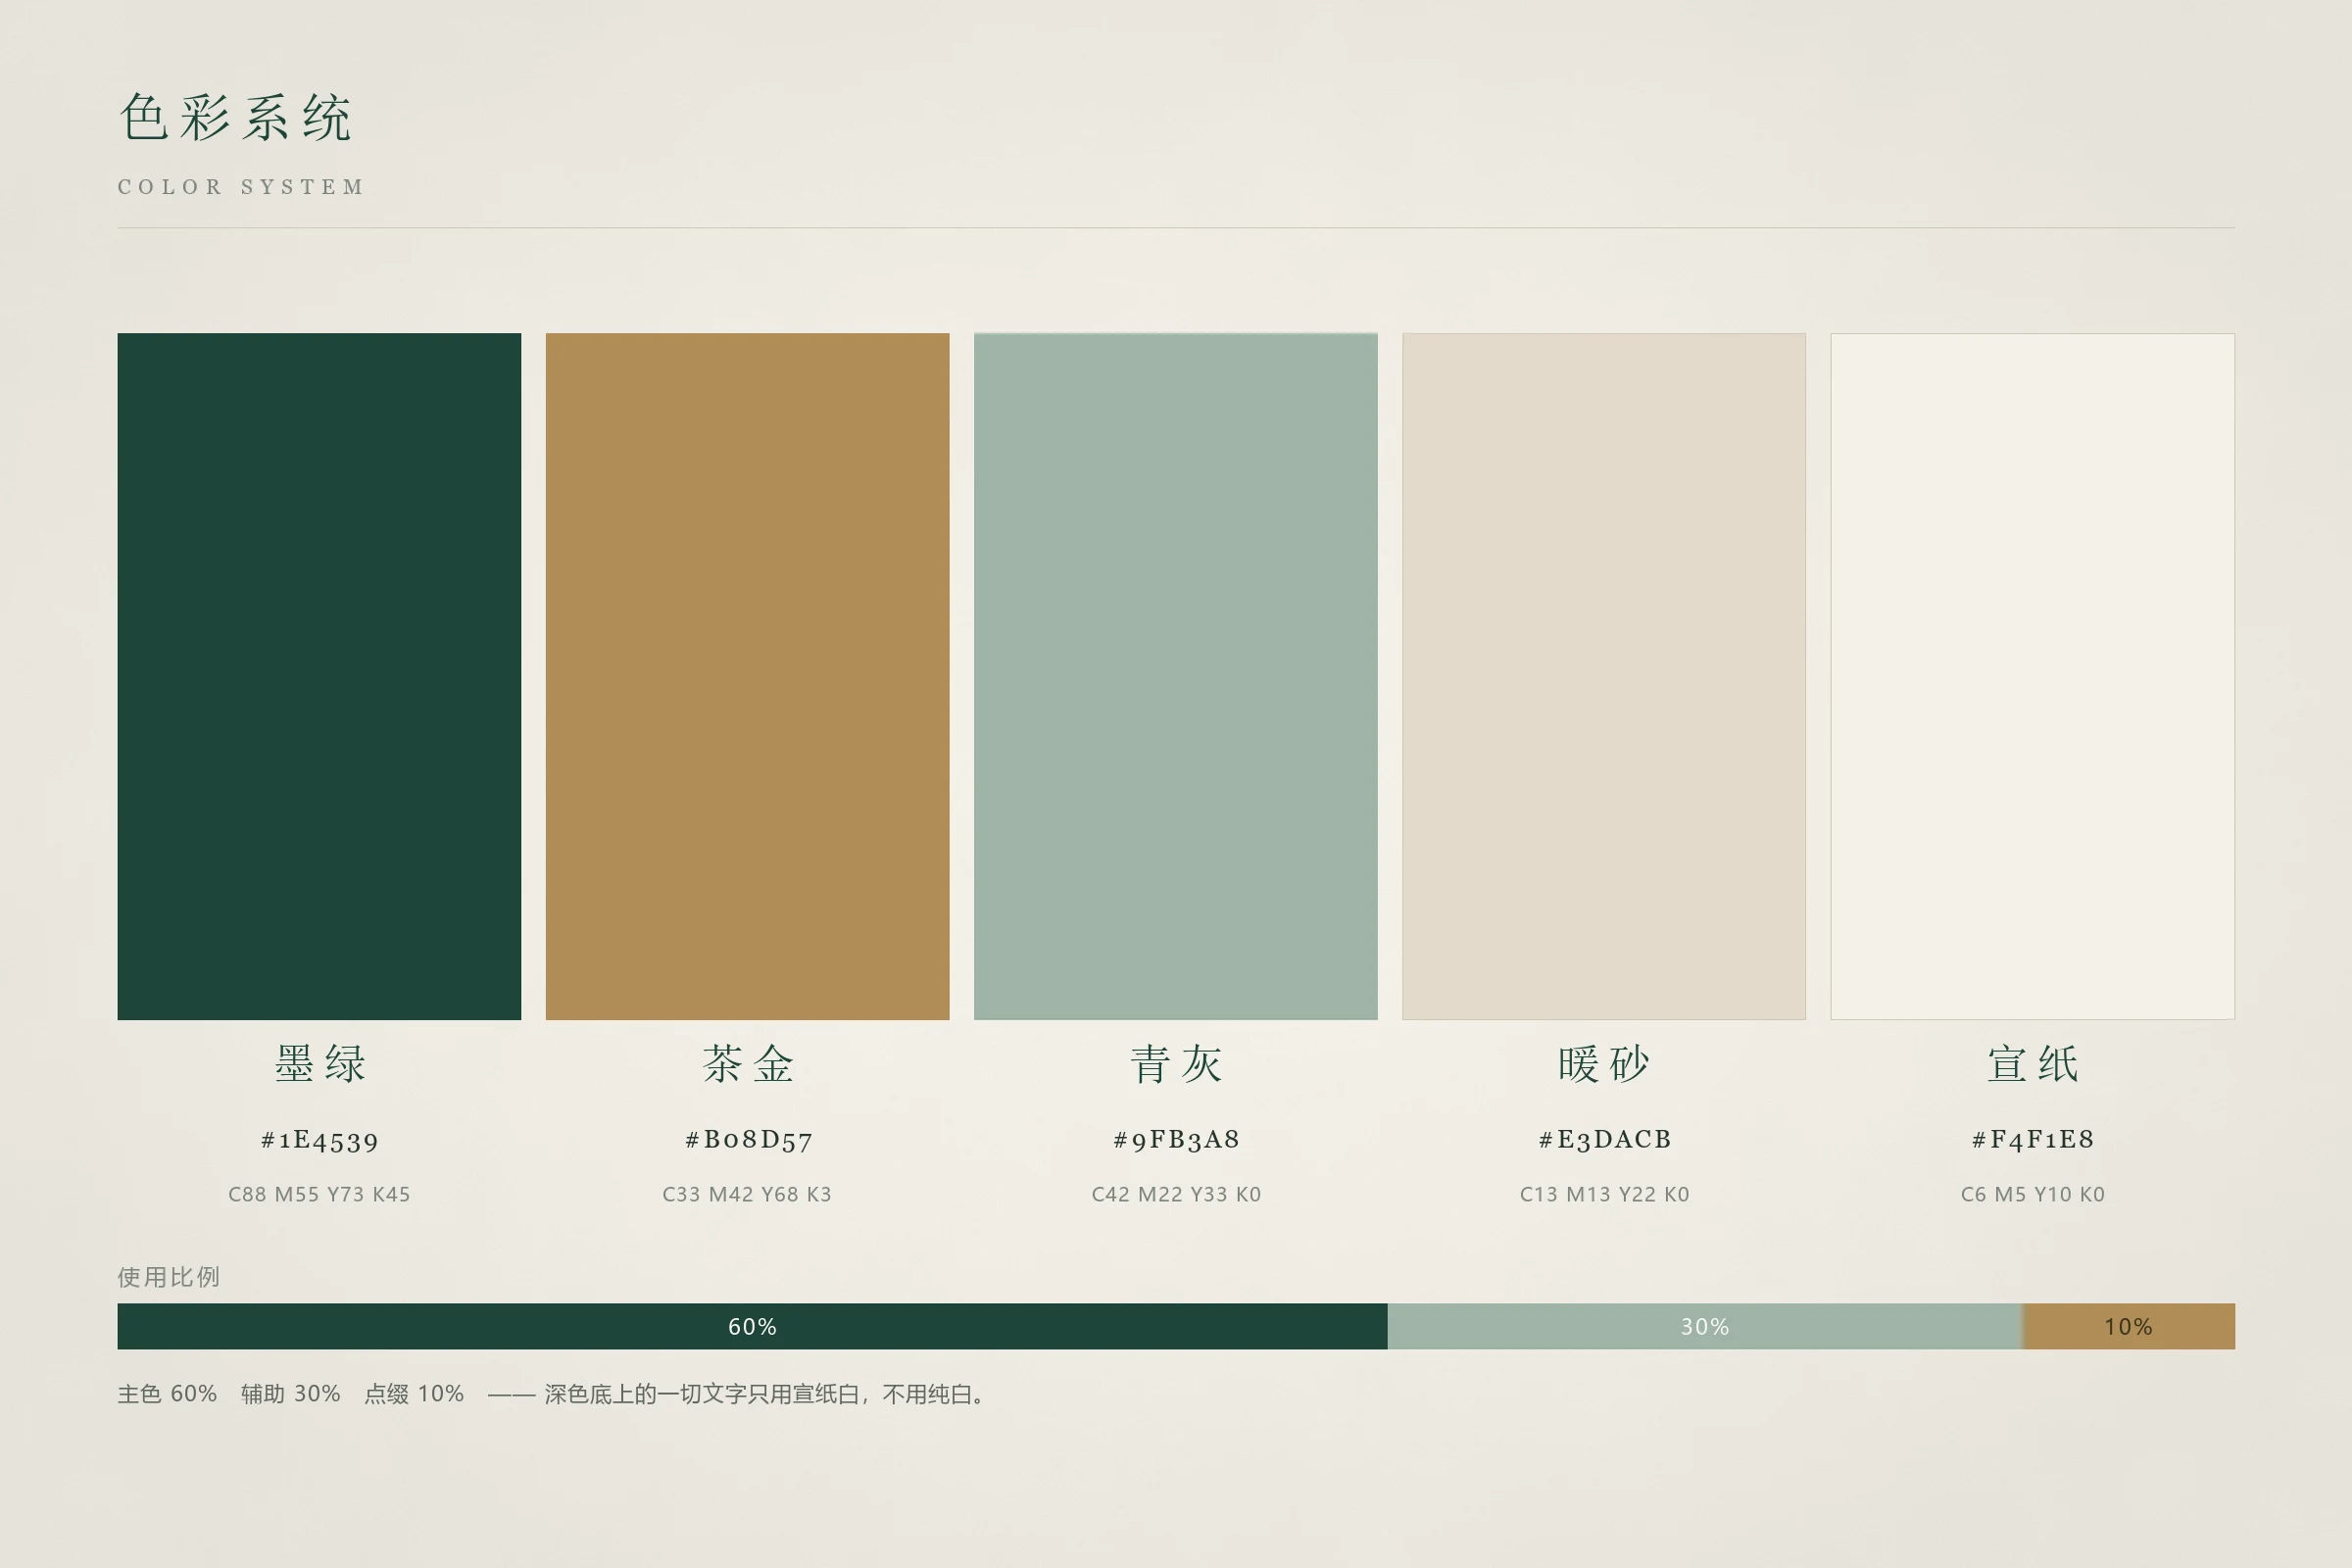 色彩系统
COLOR SYSTEM
墨绿
#1E4539
C88 M55 Y73 K45
茶金
#B08D57
C33 M42 Y68 K3
青灰
#9FB3A8
C42 M22 Y33 K0
暖砂
#E3DACB
C13 M13 Y22 K0
宣纸
#F4F1E8
C6 M5 Y10 K0
使用比例
60%
30%
10%
主色 60% 辅助 30% 点缀 10% —— 深色底上的一切文字只用宣纸白，不用纯白。